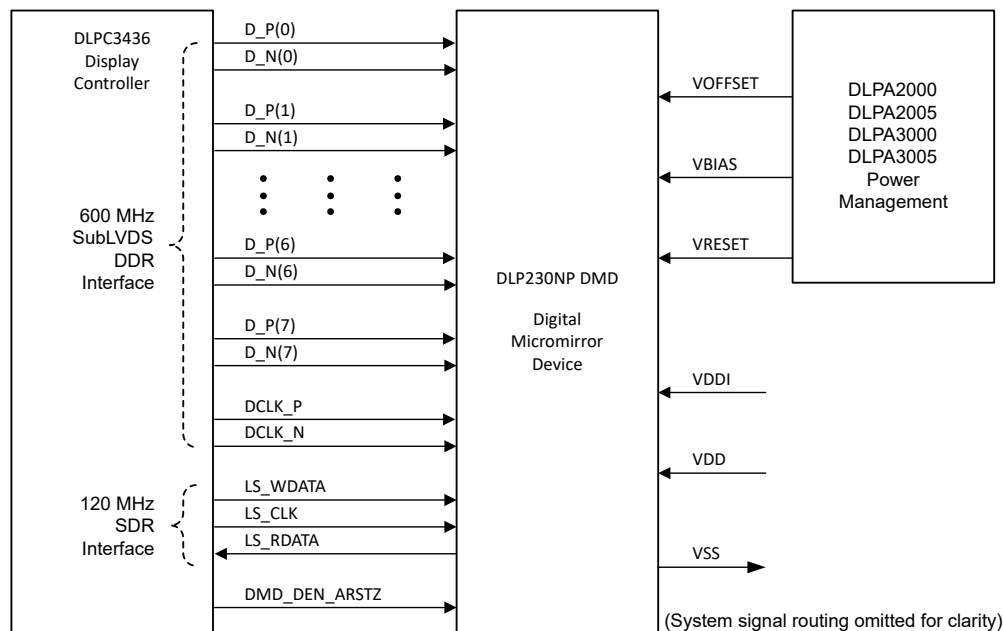 DLPC3436
Display
Controller
600 MHz
SubLVDS
DDR
Interface
120 MHz
SDR
Interface
D_P(0)
D_N(0)
D_P(1)
D_N(1)
D_P(6)
D_N(6)
D_P(7)
D_N(7)
DCLK_P
DCLK_N
LS_WDATA
LS_CLK
LS_RDATA
DMD_DEN_ARSTZ
DLP230NP DMD
Digital
Micromirror
Device
VOFFSET
VBIAS
VRESET
VDDI
VDD
VSS
DLPA2000
DLPA2005
DLPA3000
DLPA3005
Power
Management
(System signal routing omitted for clarity)